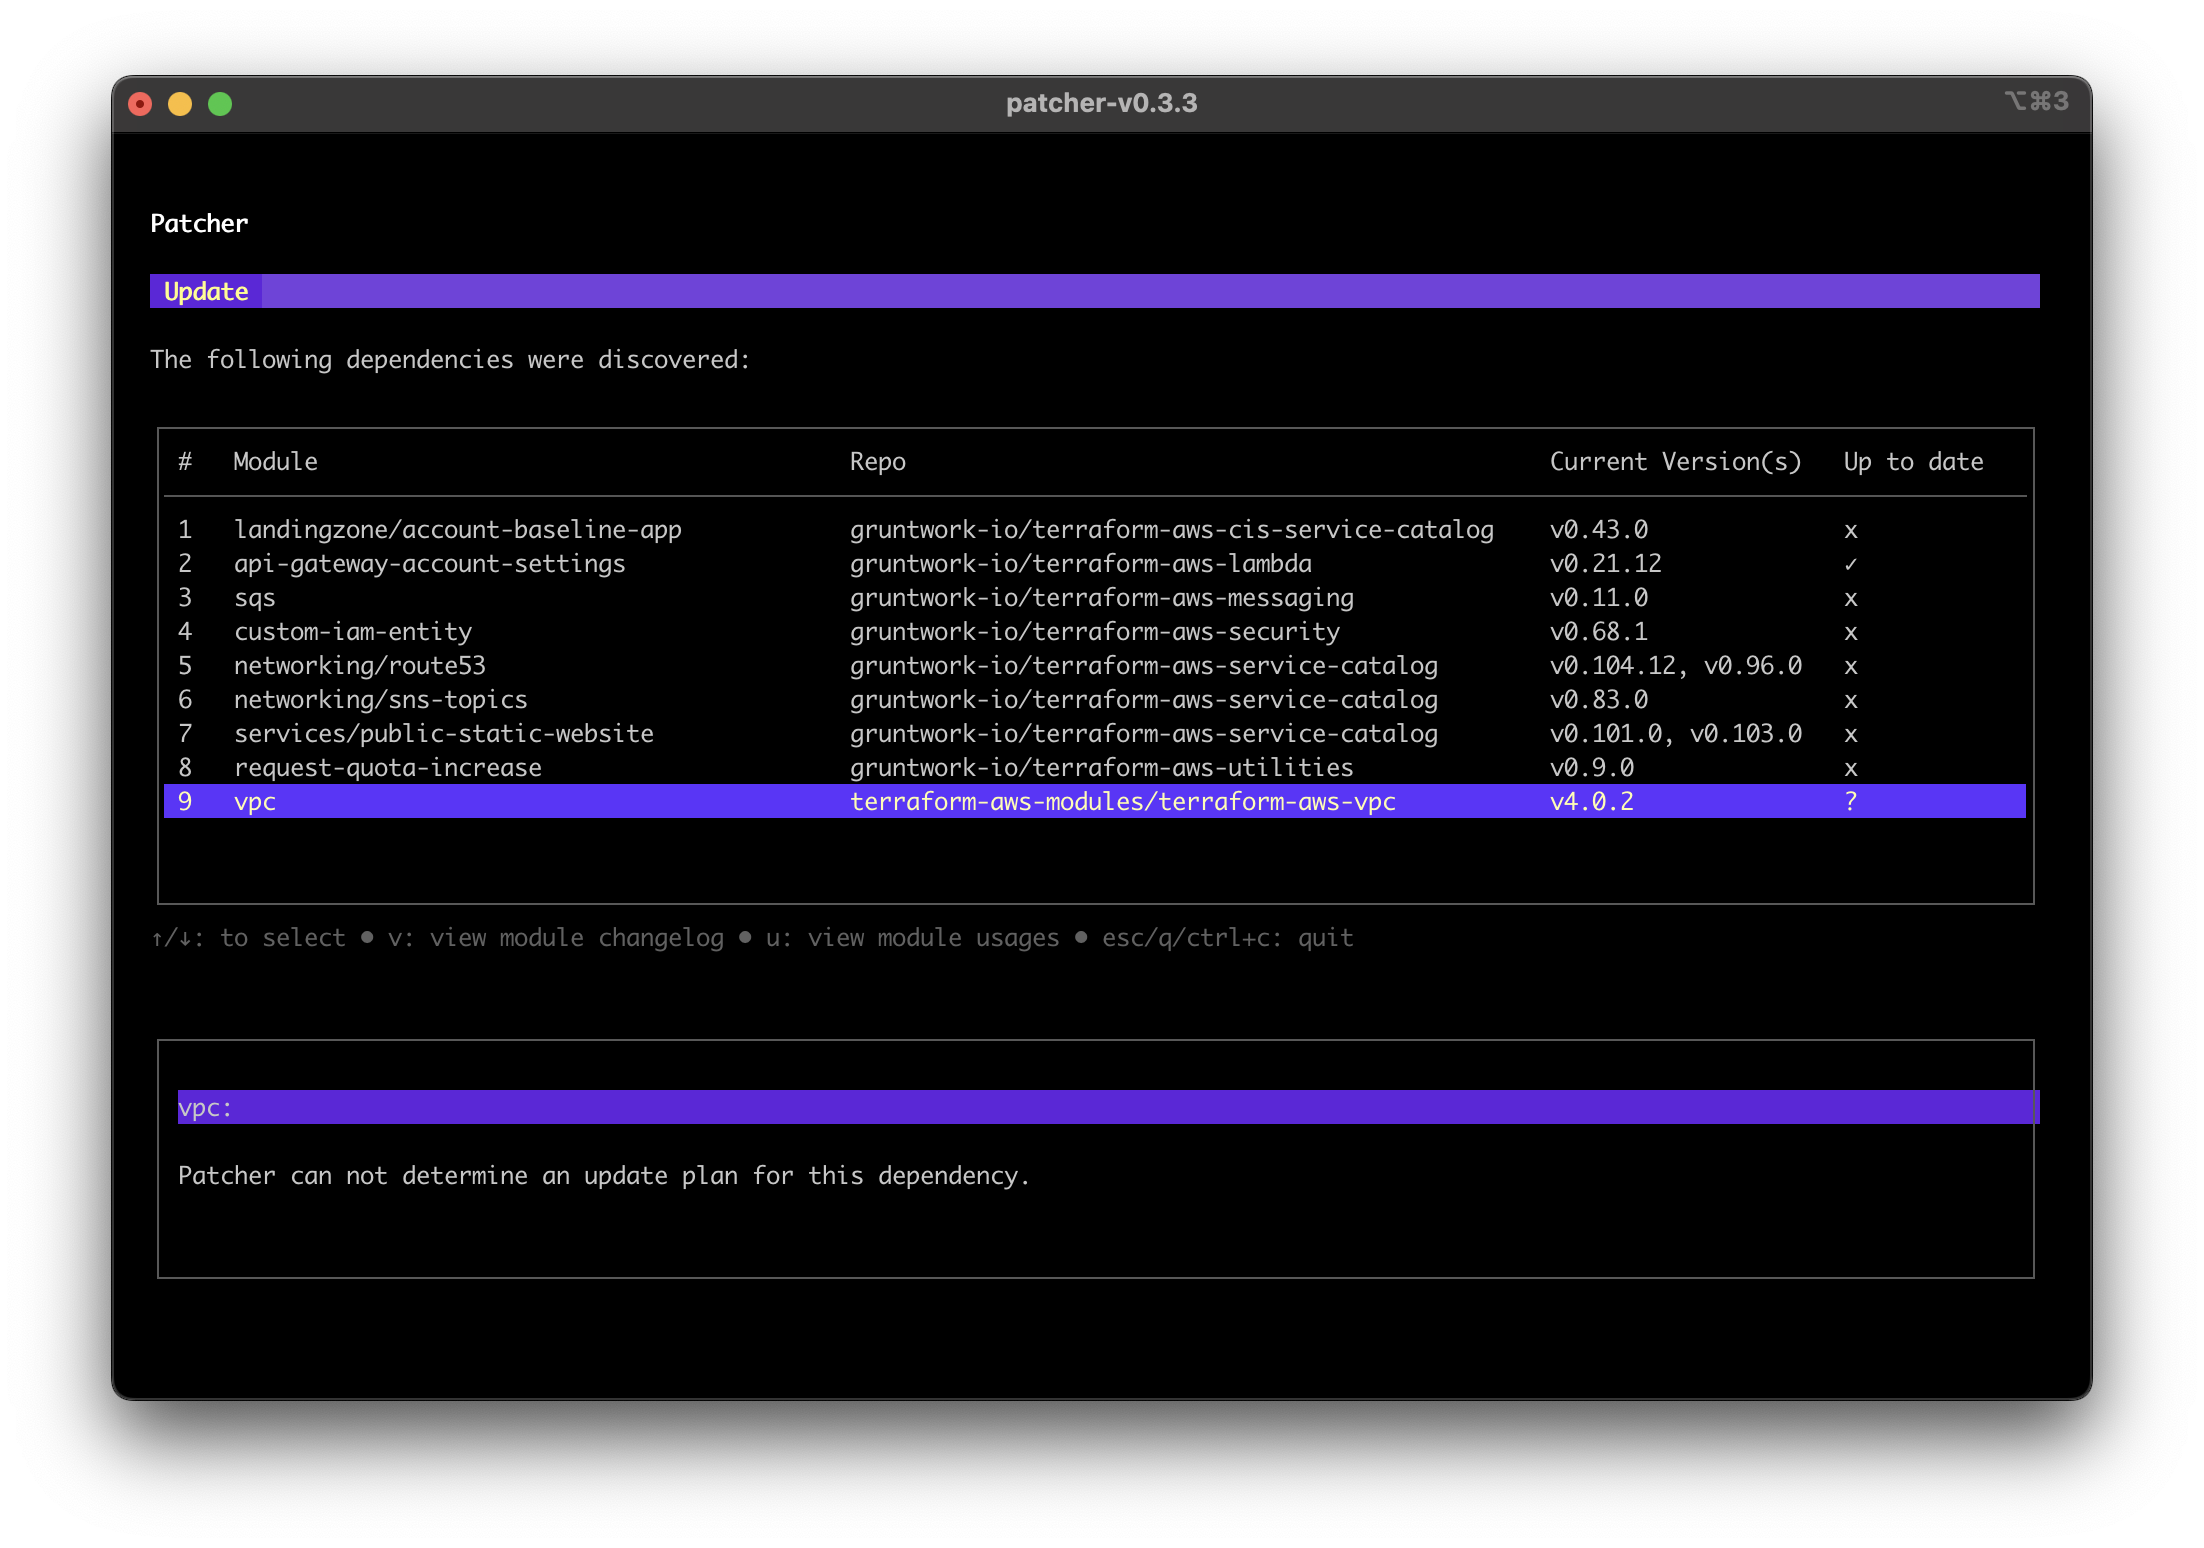 patcher-v0.3.3 ⌥⌘3
Patcher
Update
The following dependencies were discovered:
# Module Repo Current Version(s) Up to date
1 landingzone/account-baseline-app gruntwork-io/terraform-aws-cis-service-catalog v0.43.0 x
2 api-gateway-account-settings gruntwork-io/terraform-aws-lambda v0.21.12 ✓
3 sqs gruntwork-io/terraform-aws-messaging v0.11.0 x
4 custom-iam-entity gruntwork-io/terraform-aws-security v0.68.1 x
5 networking/route53 gruntwork-io/terraform-aws-service-catalog v0.104.12, v0.96.0 x
6 networking/sns-topics gruntwork-io/terraform-aws-service-catalog v0.83.0 x
7 services/public-static-website gruntwork-io/terraform-aws-service-catalog v0.101.0, v0.103.0 x
8 request-quota-increase gruntwork-io/terraform-aws-utilities v0.9.0 x
9 vpc terraform-aws-modules/terraform-aws-vpc v4.0.2 ?
↑/↓: to select ● v: view module changelog ● u: view module usages ● esc/q/ctrl+c: quit
vpc:
Patcher can not determine an update plan for this dependency.